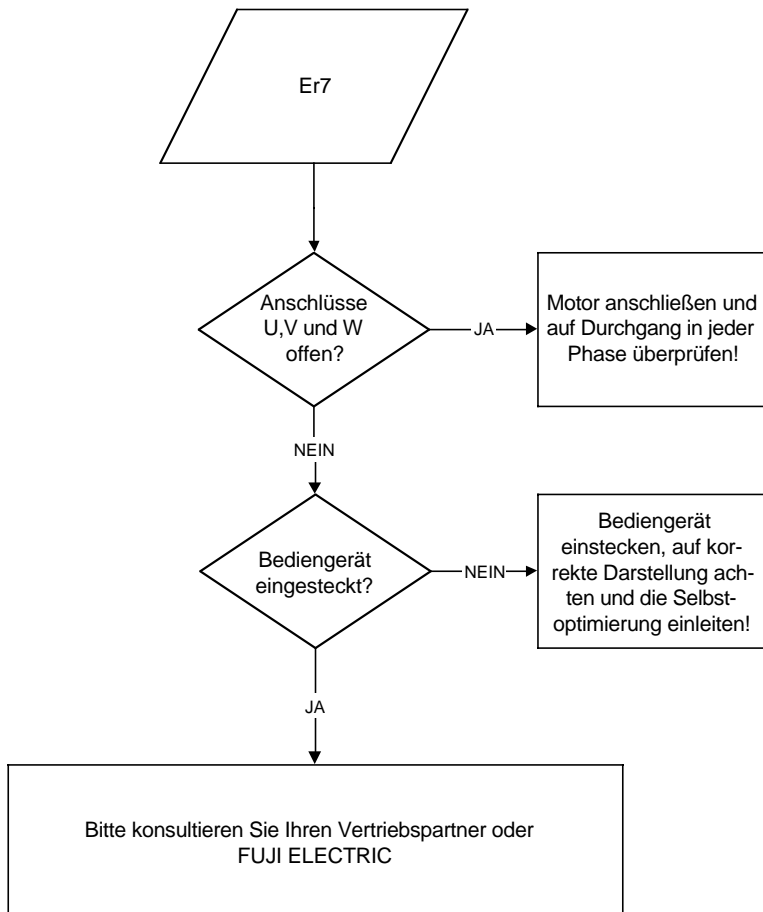 Er7
Anschlüsse
U,V und W
offen?
JA
Motor anschließen und
auf Durchgang in jeder
Phase überprüfen!
NEIN
Bediengerät
eingesteckt?
NEIN
Bediengerät
einstecken, auf kor-
rekte Darstellung ach-
ten und die Selbst-
optimierung einleiten!
JA
Bitte konsultieren Sie Ihren Vertriebspartner oder
FUJI ELECTRIC